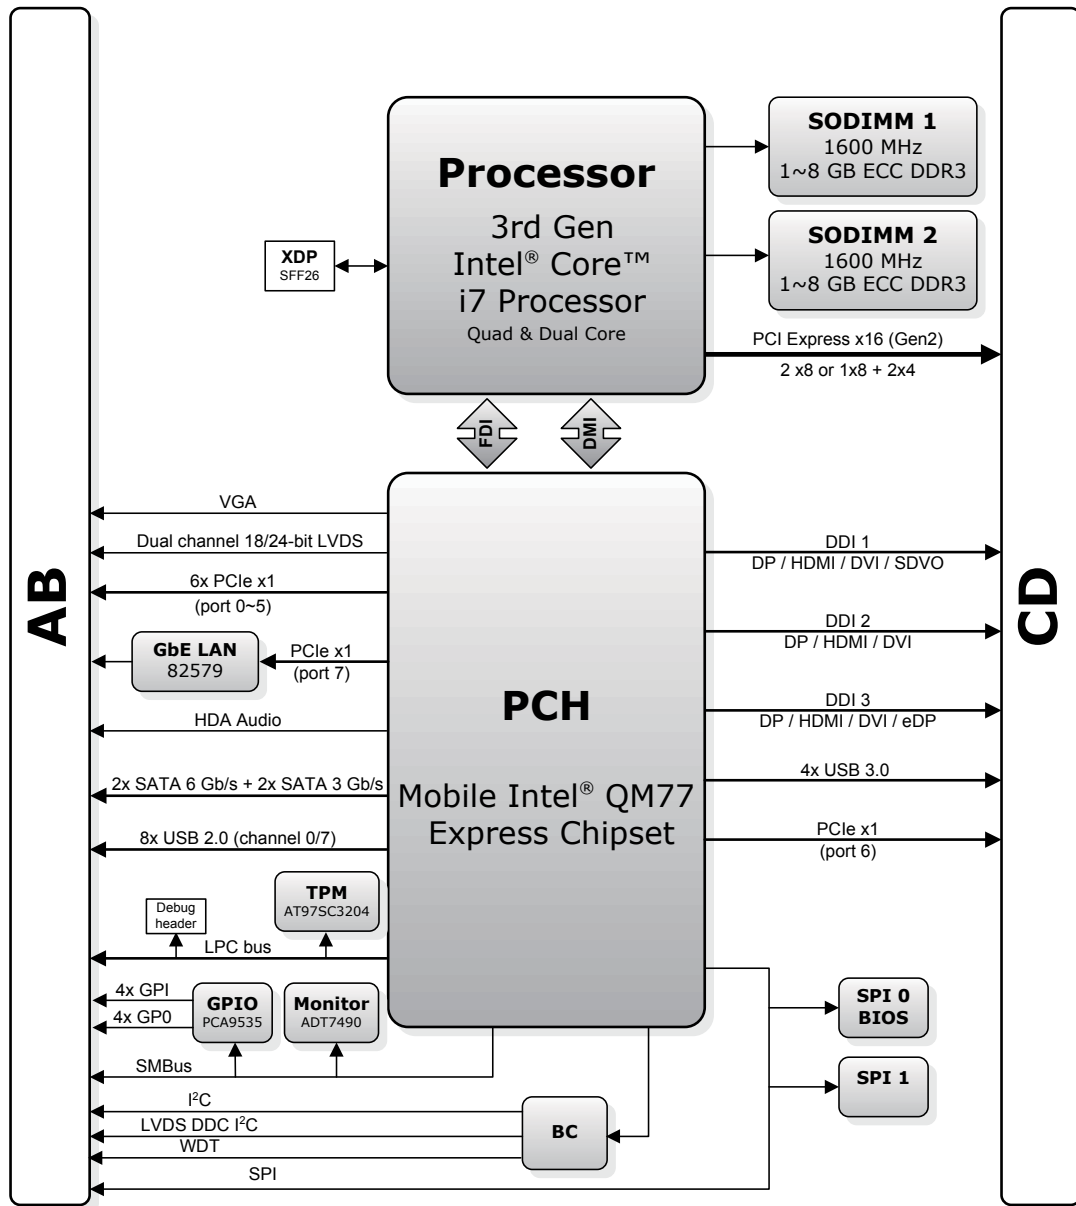 AB
CD
Processor
3rd Gen
Intel® Core™
i7 Processor
Quad & Dual Core
XDP
SFF26
SODIMM 1
1600 MHz
1~8 GB ECC DDR3
SODIMM 2
1600 MHz
1~8 GB ECC DDR3
PCI Express x16 (Gen2)
2 x8 or 1x8 + 2x4
FDI
DMI
PCH
Mobile Intel® QM77
Express Chipset
VGA
Dual channel 18/24-bit LVDS
6x PCIe x1
(port 0~5)
GbE LAN
82579
PCIe x1
(port 7)
HDA Audio
2x SATA 6 Gb/s + 2x SATA 3 Gb/s
8x USB 2.0 (channel 0/7)
TPM
AT97SC3204
Debug
header
LPC bus
4x GPI
4x GP0
GPIO
PCA9535
Monitor
ADT7490
SMBus
I²C
LVDS DDC I²C
WDT
SPI
BC
DDI 1
DP / HDMI / DVI / SDVO
DDI 2
DP / HDMI / DVI
DDI 3
DP / HDMI / DVI / eDP
4x USB 3.0
PCIe x1
(port 6)
SPI 0
BIOS
SPI 1